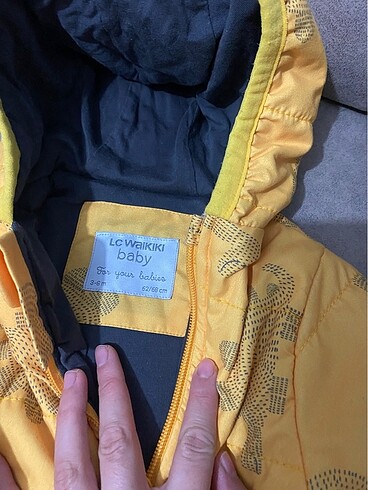 LC WAIKIKI
baby
For your babies
3-6 m 62/68 cm